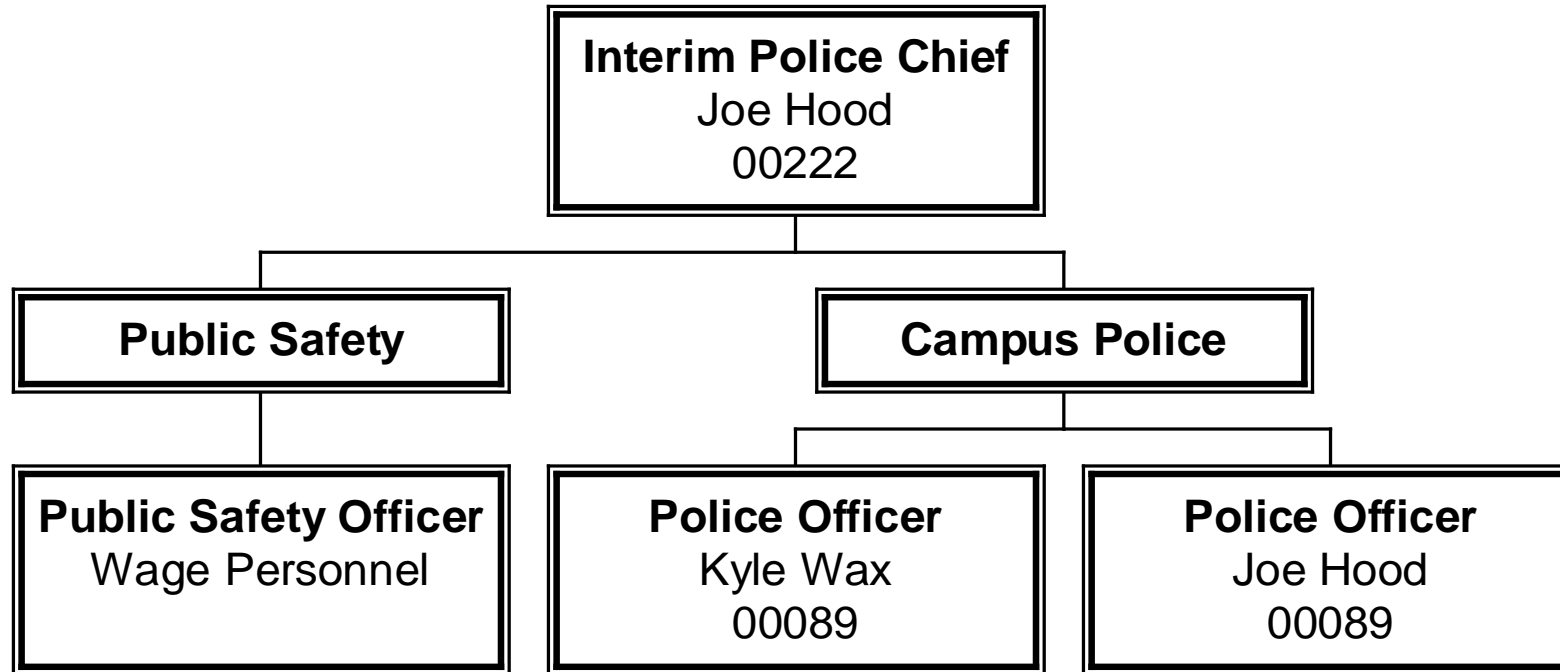 Interim Police Chief
Joe Hood
00222
Public Safety
Campus Police
Public Safety Officer
Wage Personnel
Police Officer
Kyle Wax
00089
Police Officer
Joe Hood
00089